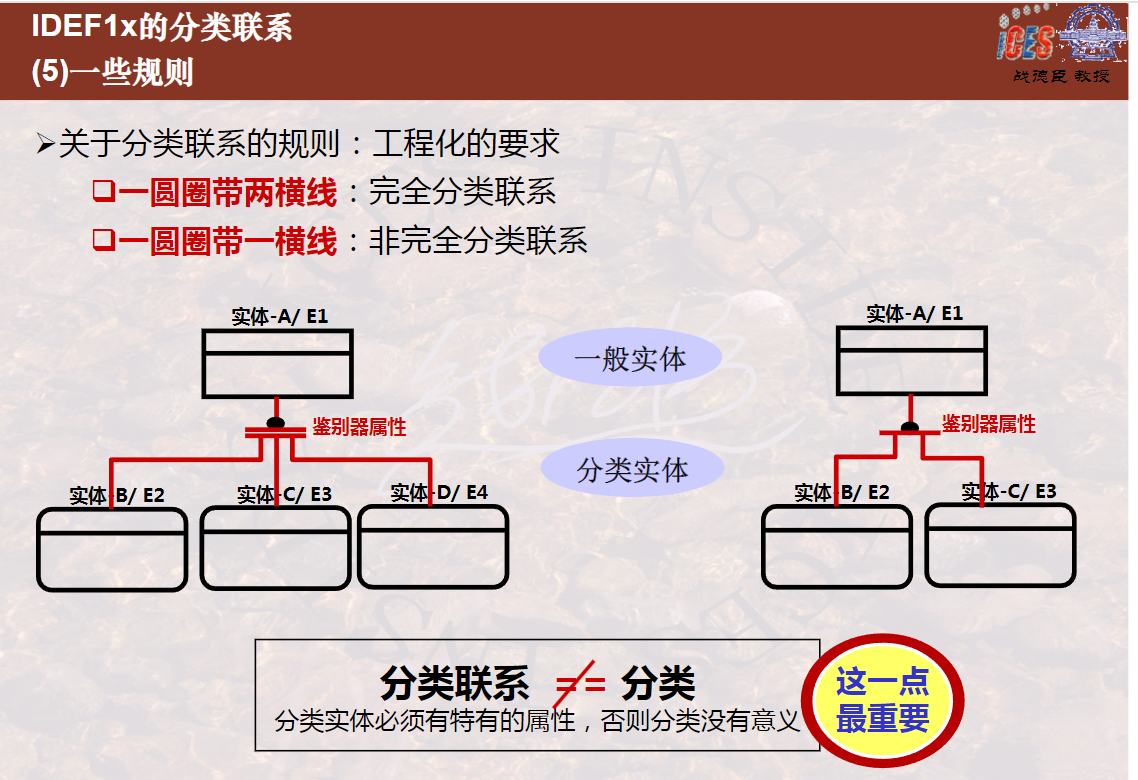 IDEF1x的分类联系
(5)一些规则
iCES
战德臣 教授
➢关于分类联系的规则：工程化的要求
❑一圆圈带两横线：完全分类联系
❑一圆圈带一横线：非完全分类联系
实体-A/ E1
一般实体
实体-A/ E1
鉴别器属性
鉴别器属性
分类实体
实体-B/ E2
实体-C/ E3
实体-D/ E4
实体-B/ E2
实体-C/ E3
分类联系 == 分类
分类实体必须有特有的属性，否则分类没有意义
这一点
最重要